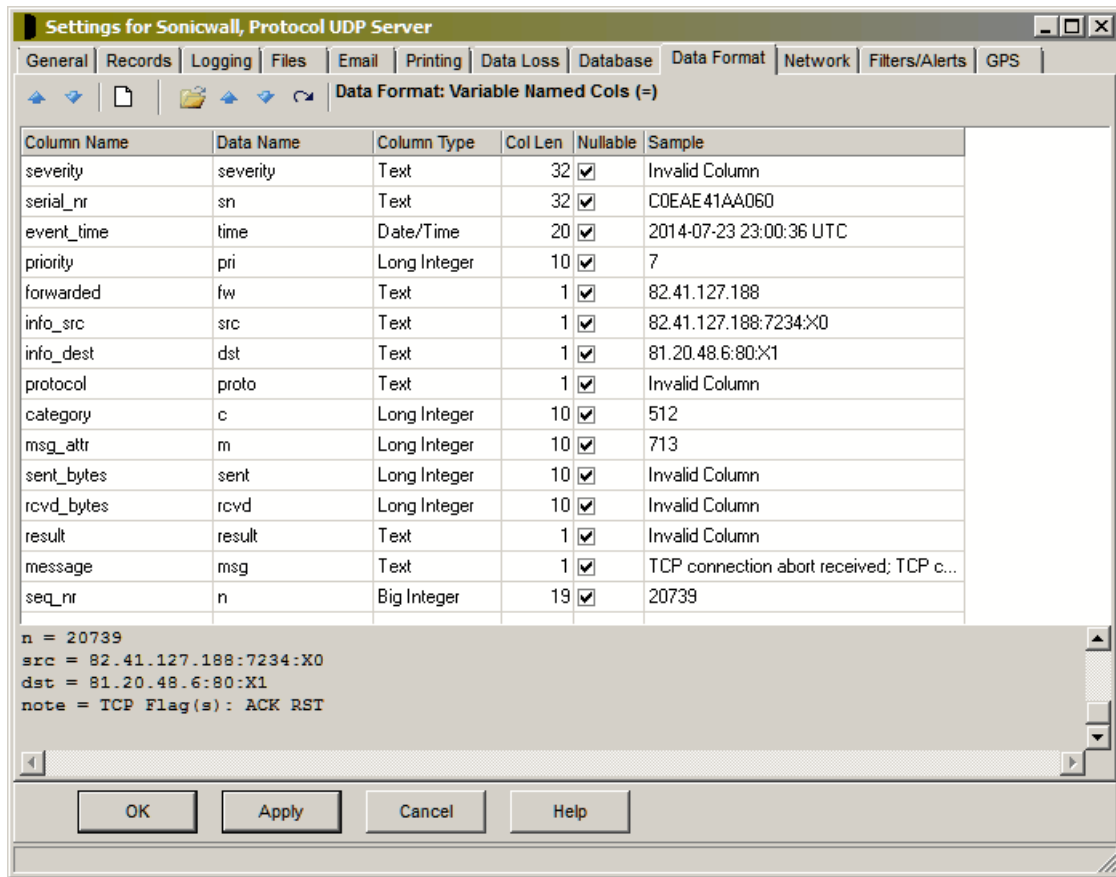 Settings for Sonicwall, Protocol UDP Server
General Records Logging Files Email Printing Data Loss Database Data Format Network Filters/Alerts GPS
Data Format: Variable Named Cols (=)
Column Name Data Name Column Type Col Len Nullable Sample
severity severity Text 32 Invalid Column
serial_nr sn Text 32 C0EAE41AA060
event_time time Date/Time 20 2014-07-23 23:00:36 UTC
priority pri Long Integer 10 7
forwarded fw Text 1 82.41.127.188
info_src src Text 1 82.41.127.188:7234:X0
info_dest dst Text 1 81.20.48.6:80:X1
protocol proto Text 1 Invalid Column
category c Long Integer 10 512
msg_attr m Long Integer 10 713
sent_bytes sent Long Integer 10 Invalid Column
rcvd_bytes rcvd Long Integer 10 Invalid Column
result result Text 1 Invalid Column
message msg Text 1 TCP connection abort received; TCP c...
seq_nr n Big Integer 19 20739
n = 20739
src = 82.41.127.188:7234:X0
dst = 81.20.48.6:80:X1
note = TCP Flag(s): ACK RST
OK Apply Cancel Help